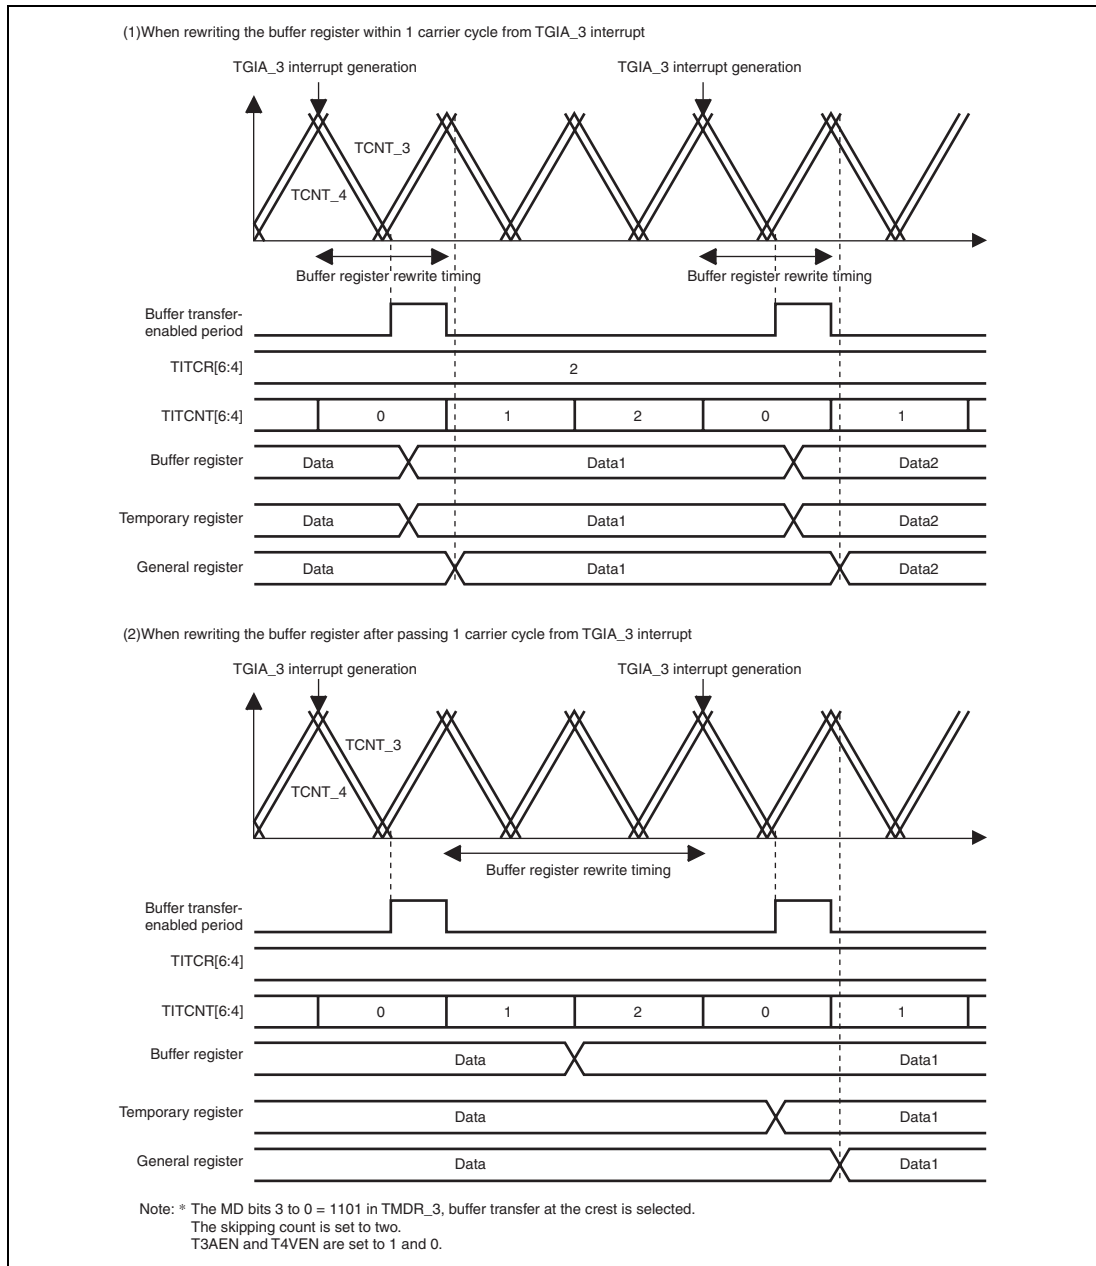 (1)When rewriting the buffer register within 1 carrier cycle from TGIA_3 interrupt
TGIA_3 interrupt generation
TGIA_3 interrupt generation
TCNT_3
TCNT_4
Buffer register rewrite timing
Buffer register rewrite timing
Buffer transfer-
enabled period
TITCR[6:4]
2
TITCNT[6:4]
0
1
2
0
1
Buffer register
Data
Data1
Data2
Temporary register
Data
Data1
Data2
General register
Data
Data1
Data2
(2)When rewriting the buffer register after passing 1 carrier cycle from TGIA_3 interrupt
TGIA_3 interrupt generation
TGIA_3 interrupt generation
TCNT_3
TCNT_4
Buffer register rewrite timing
Buffer transfer-
enabled period
TITCR[6:4]
TITCNT[6:4]
0
1
2
0
1
Buffer register
Data
Data1
Temporary register
Data
Data1
General register
Data
Data1
Note: * The MD bits 3 to 0 = 1101 in TMDR_3, buffer transfer at the crest is selected.
The skipping count is set to two.
T3AEN and T4VEN are set to 1 and 0.